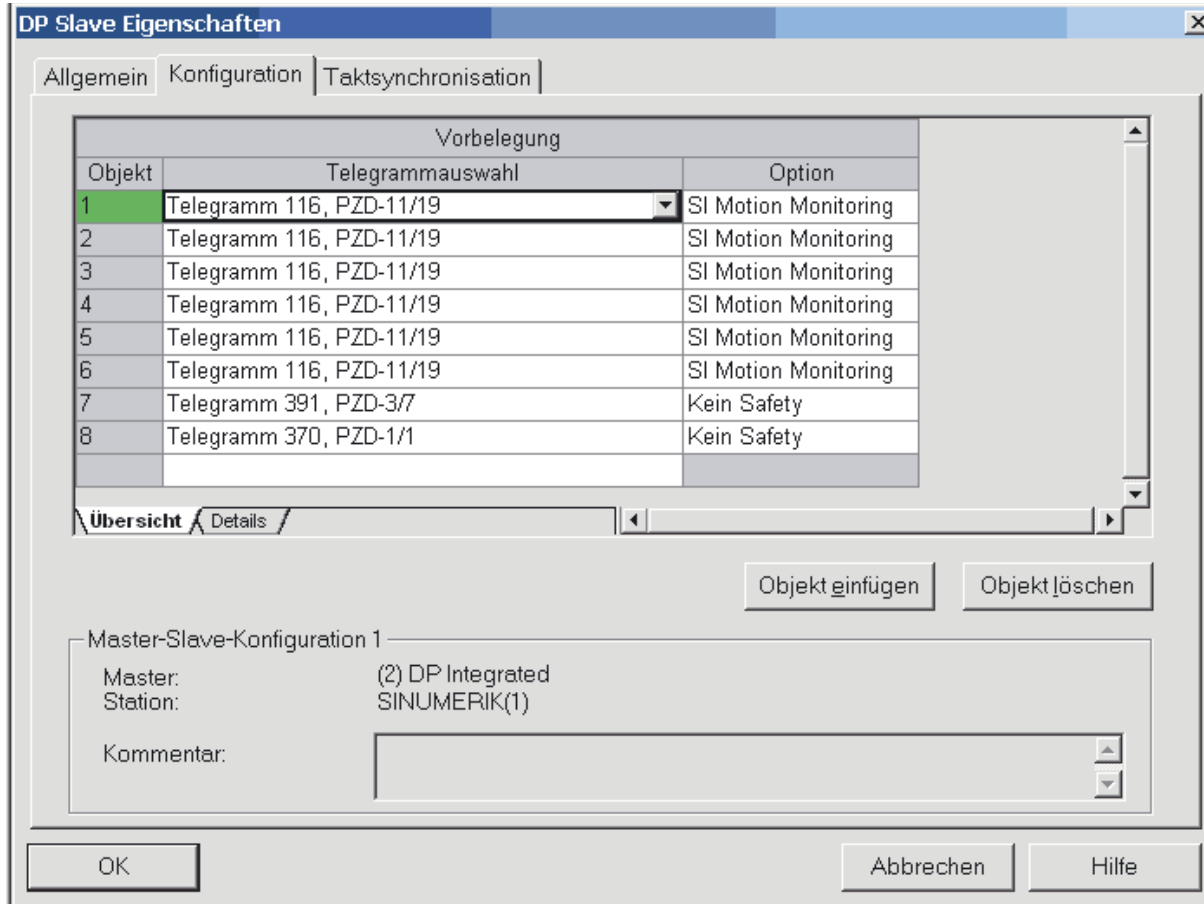 DP Slave Eigenschaften
Allgemein Konfiguration Taktsynchronisation
Vorbelegung
Objekt Telegrammauswahl Option
1 Telegramm 116, PZD-11/19 SI Motion Monitoring
2 Telegramm 116, PZD-11/19 SI Motion Monitoring
3 Telegramm 116, PZD-11/19 SI Motion Monitoring
4 Telegramm 116, PZD-11/19 SI Motion Monitoring
5 Telegramm 116, PZD-11/19 SI Motion Monitoring
6 Telegramm 116, PZD-11/19 SI Motion Monitoring
7 Telegramm 391, PZD-3/7 Kein Safety
8 Telegramm 370, PZD-1/1 Kein Safety
Übersicht Details
Objekt einfügen Objekt löschen
Master-Slave-Konfiguration 1
Master: (2) DP Integrated
Station: SINUMERIK(1)
Kommentar:
OK Abbrechen Hilfe